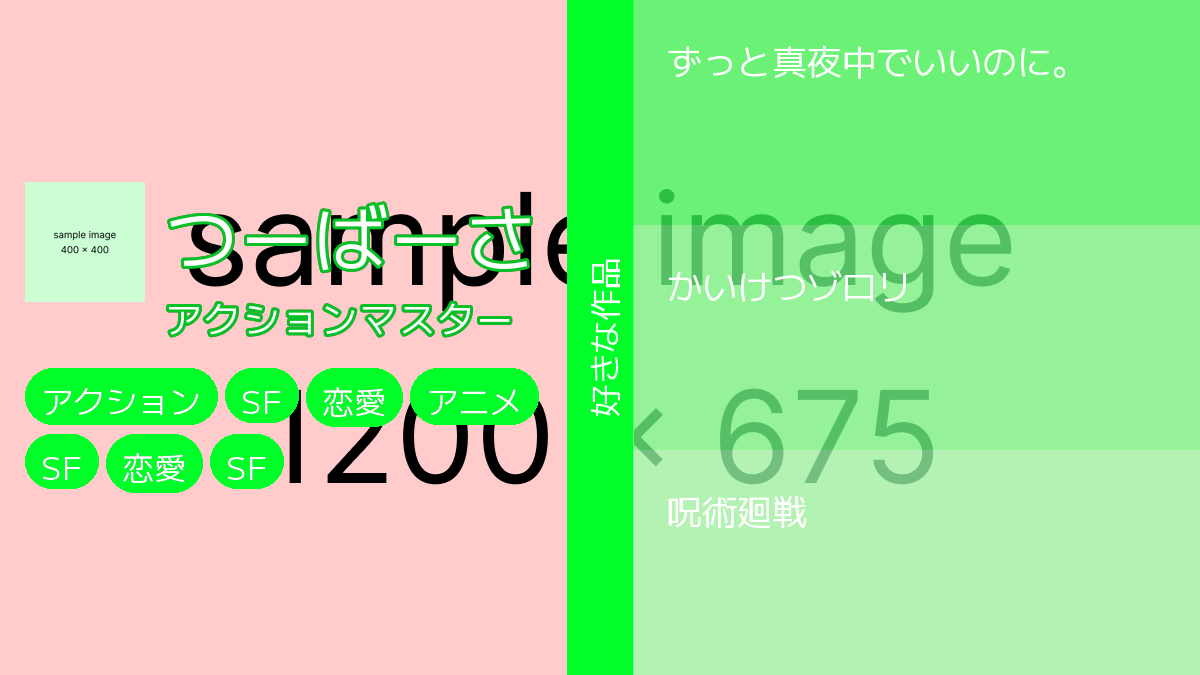 sample image
400 × 400
つーばーさ
アクションマスター
アクション
SF
恋愛
アニメ
SF
恋愛
SF
sample image
1200 × 675
好きな作品
ずっと真夜中でいいのに。
かいけつゾロリ
呪術廻戦